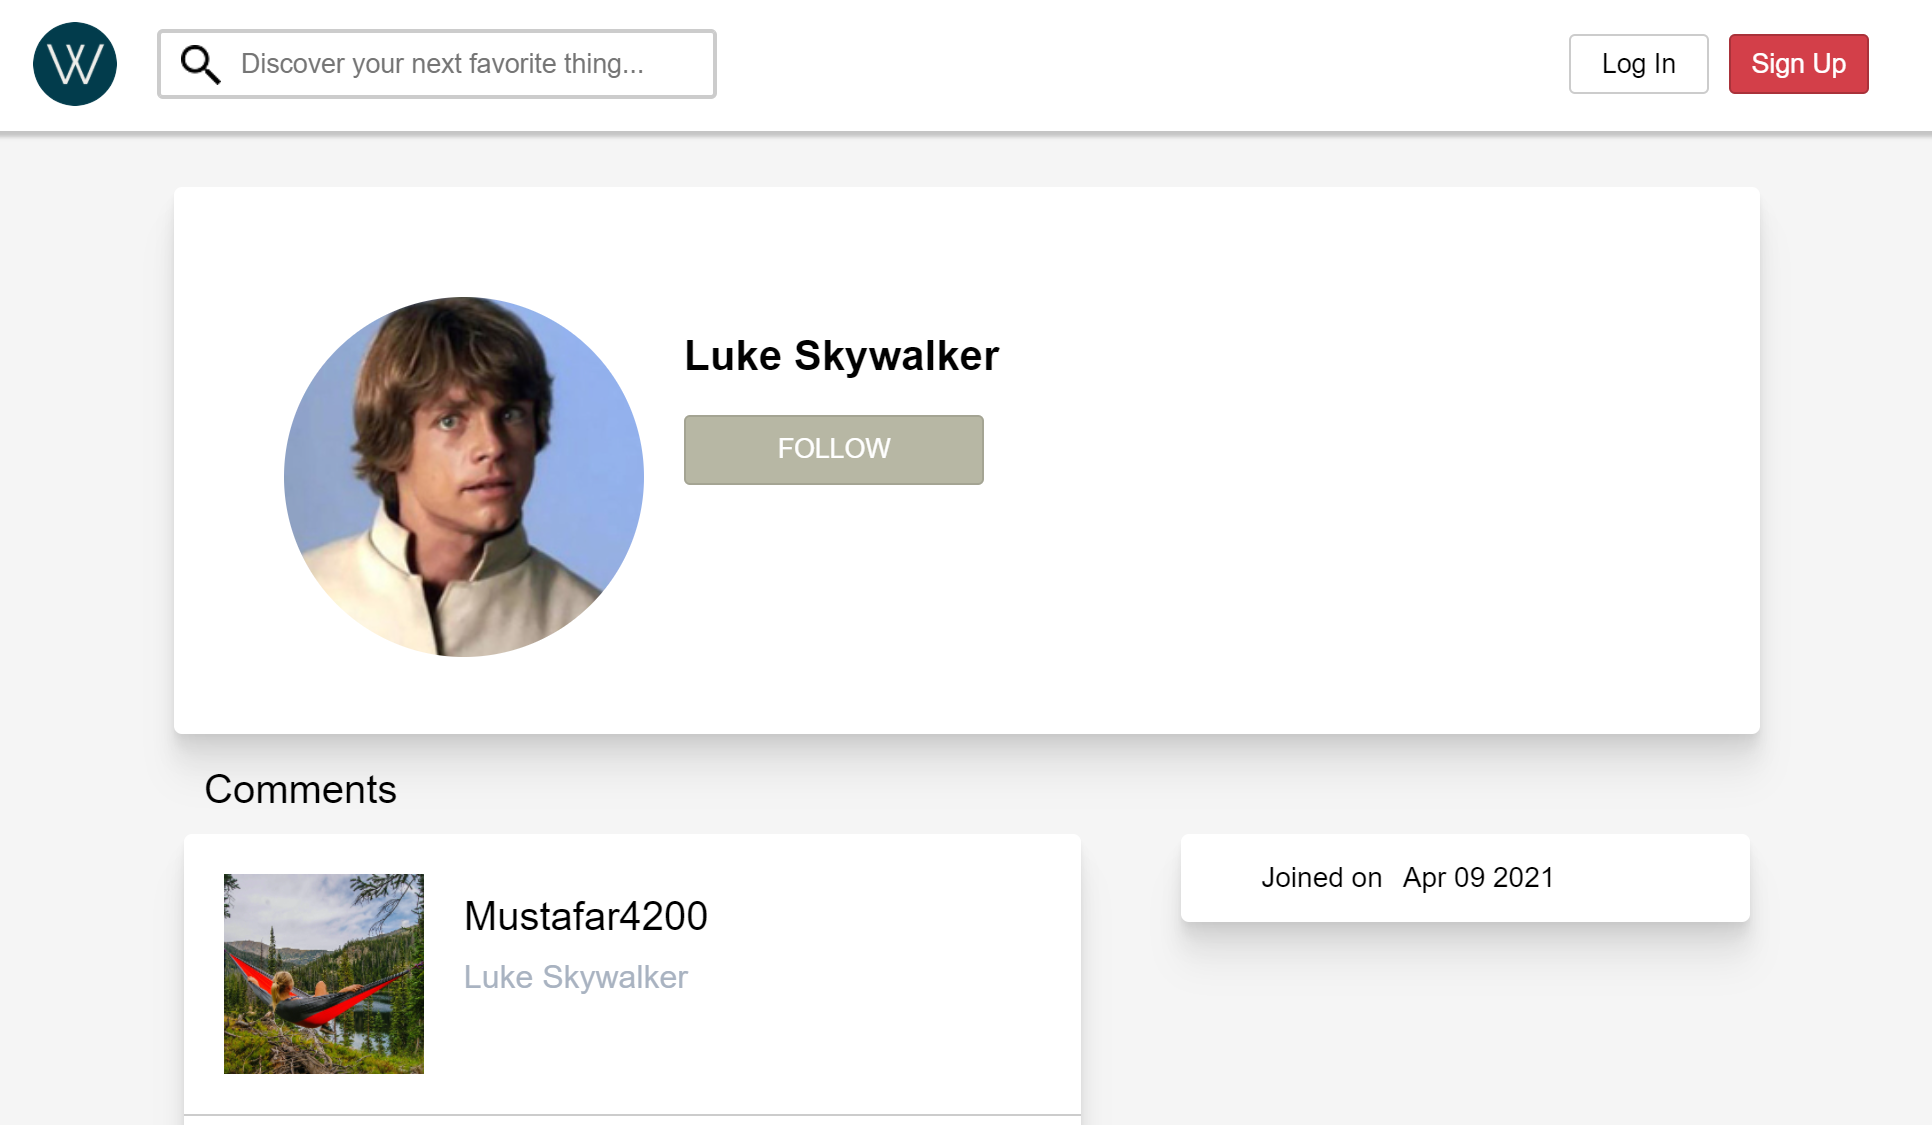 W
Discover your next favorite thing...
Log In
Sign Up
Luke Skywalker
FOLLOW
Comments
Mustafar4200
Luke Skywalker
Joined on Apr 09 2021